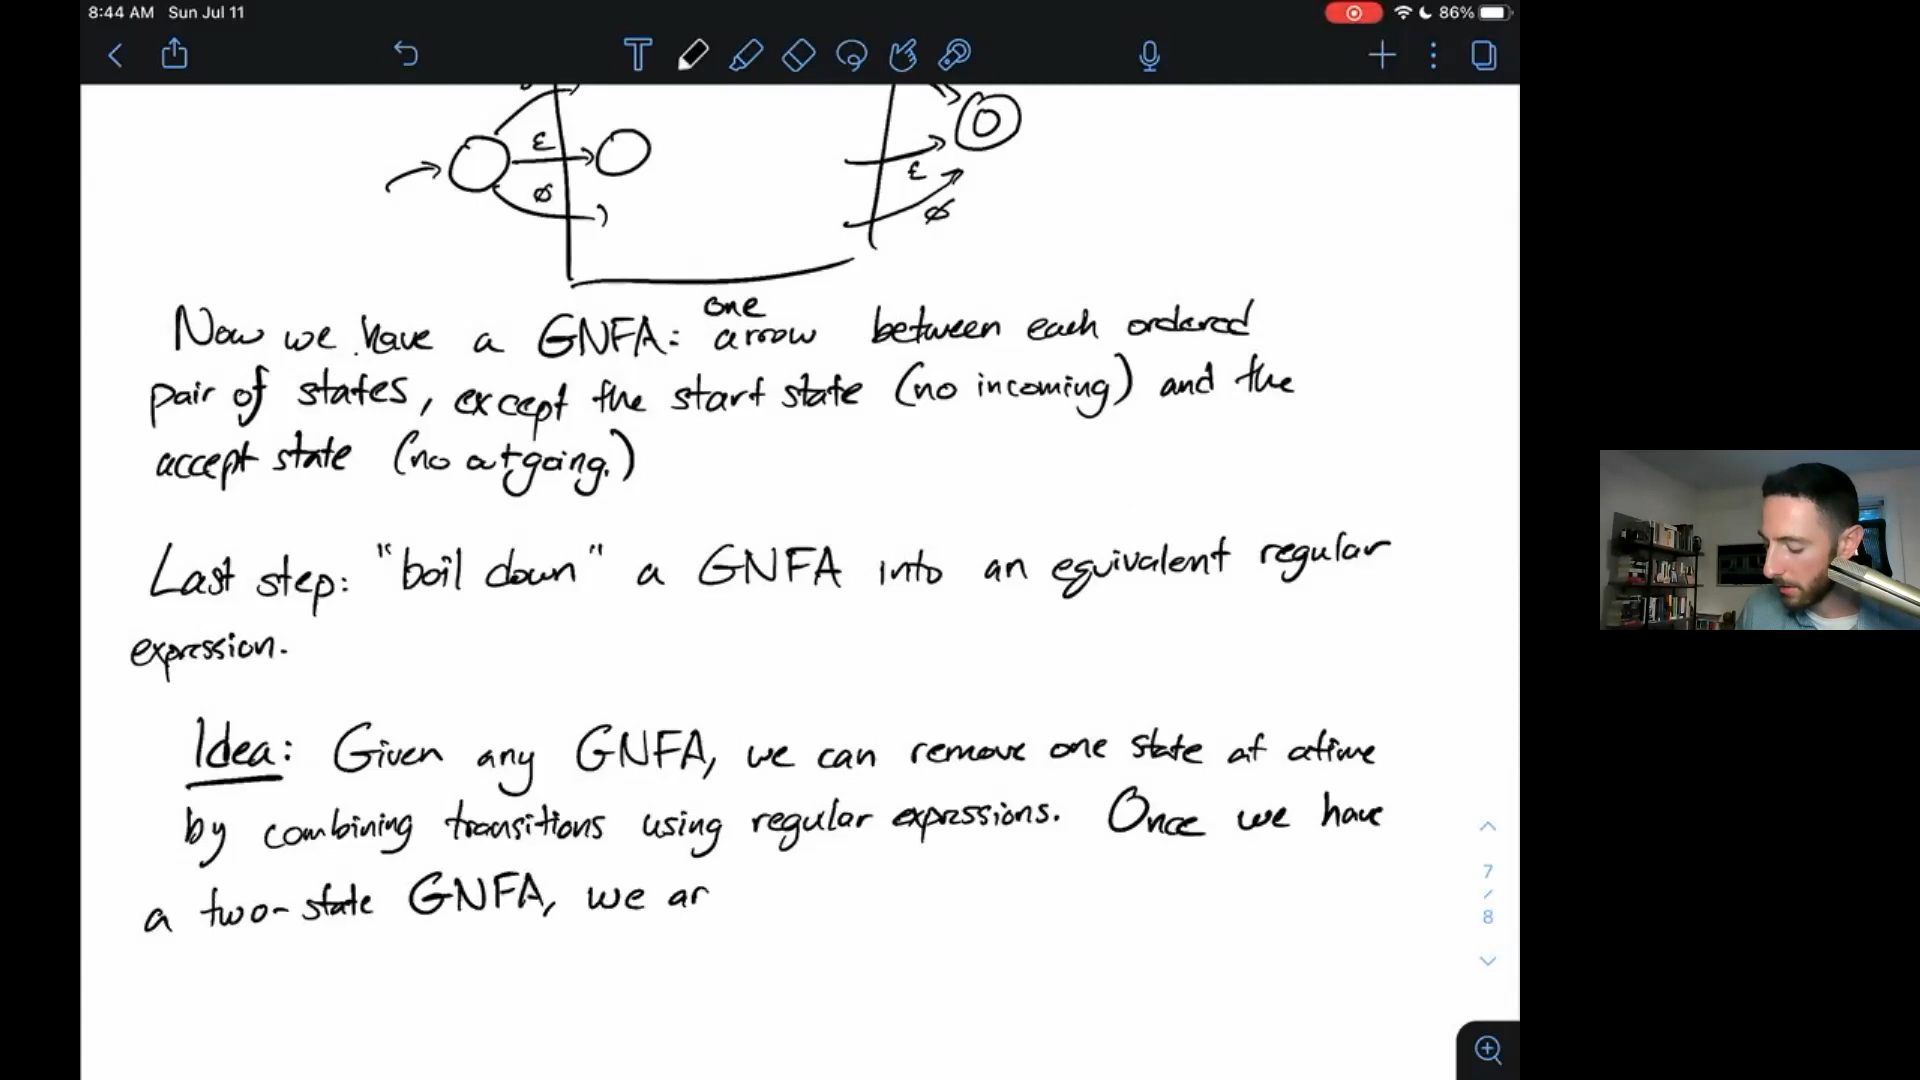 8:44 AM Sun Jul 11
86%
ε
ε
ø
ø
one
Now we have a GNFA: arrow between each ordered
pair of states, except the start state (no incoming) and the
accept state (no outgoing.)
Last step: "boil down" a GNFA into an equivalent regular
expression.
Idea: Given any GNFA, we can remove one state at a time
by combining transitions using regular expressions. Once we have
a two-state GNFA, we ar
7
/
8